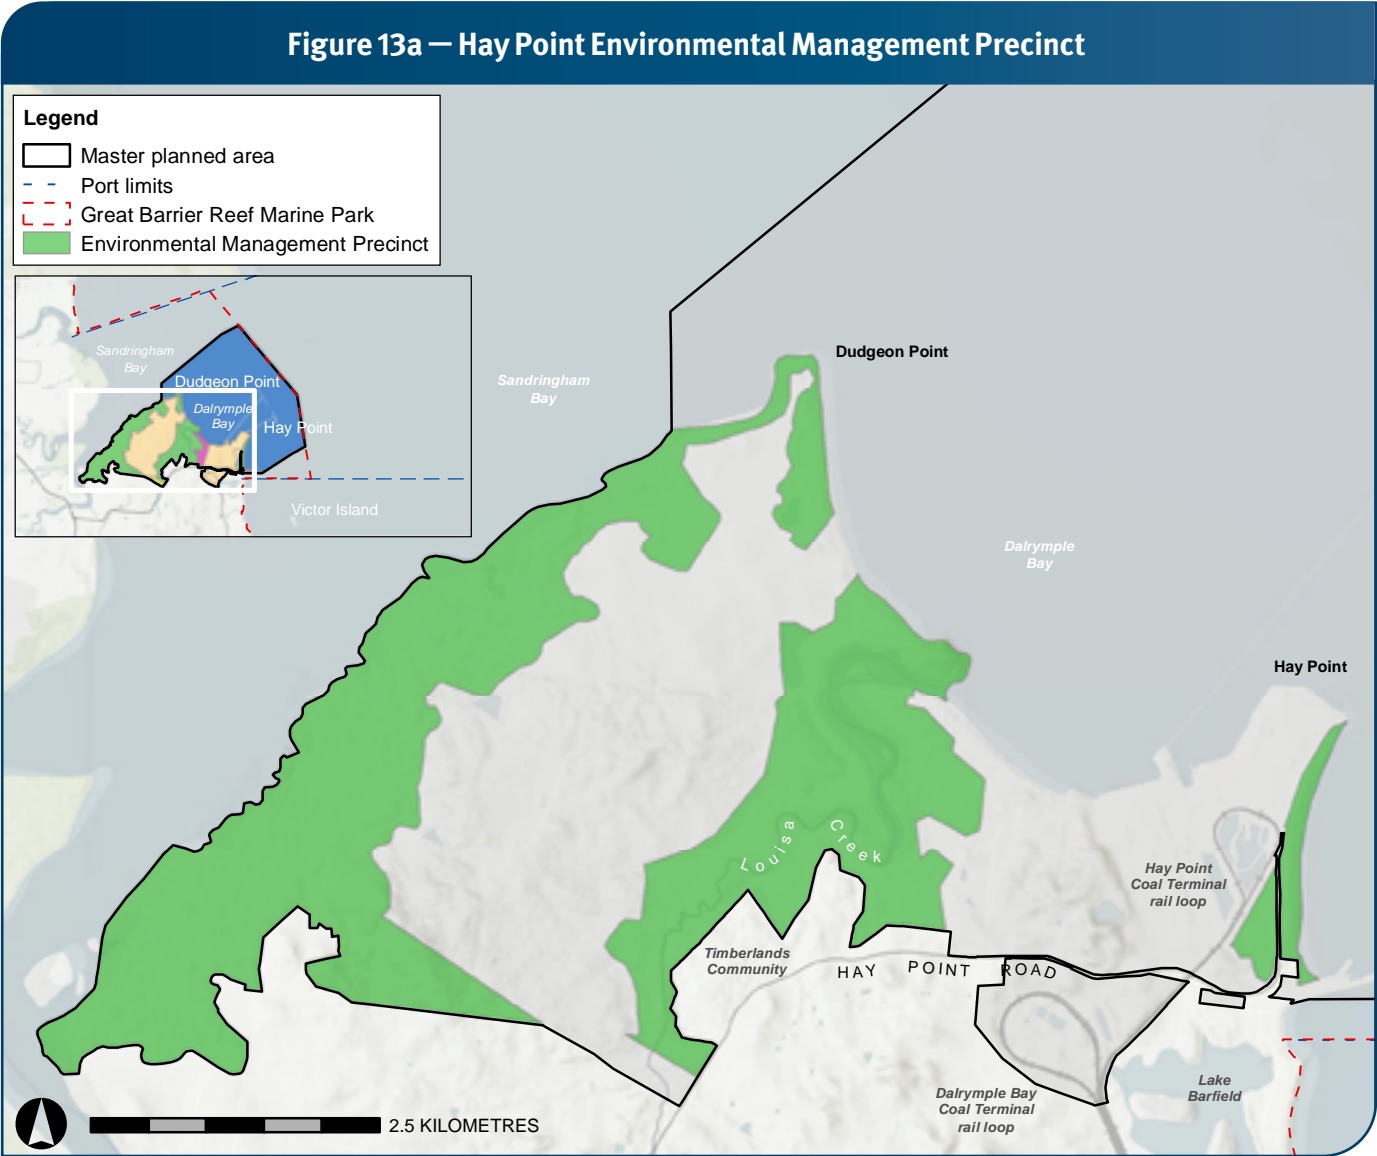 Figure 13a — Hay Point Environmental Management Precinct
Legend
Master planned area
Port limits
Great Barrier Reef Marine Park
Environmental Management Precinct
Sandringham
Bay
Dudgeon Point
Dalrymple
Bay
Hay Point
Victor Island
Sandringham
Bay
Dudgeon Point
Dalrymple
Bay
Hay Point
Louisa Creek
Hay Point
Coal Terminal
rail loop
Timberlands
Community
HAY POINT ROAD
Dalrymple Bay
Coal Terminal
rail loop
Lake
Barfield
2.5 KILOMETRES